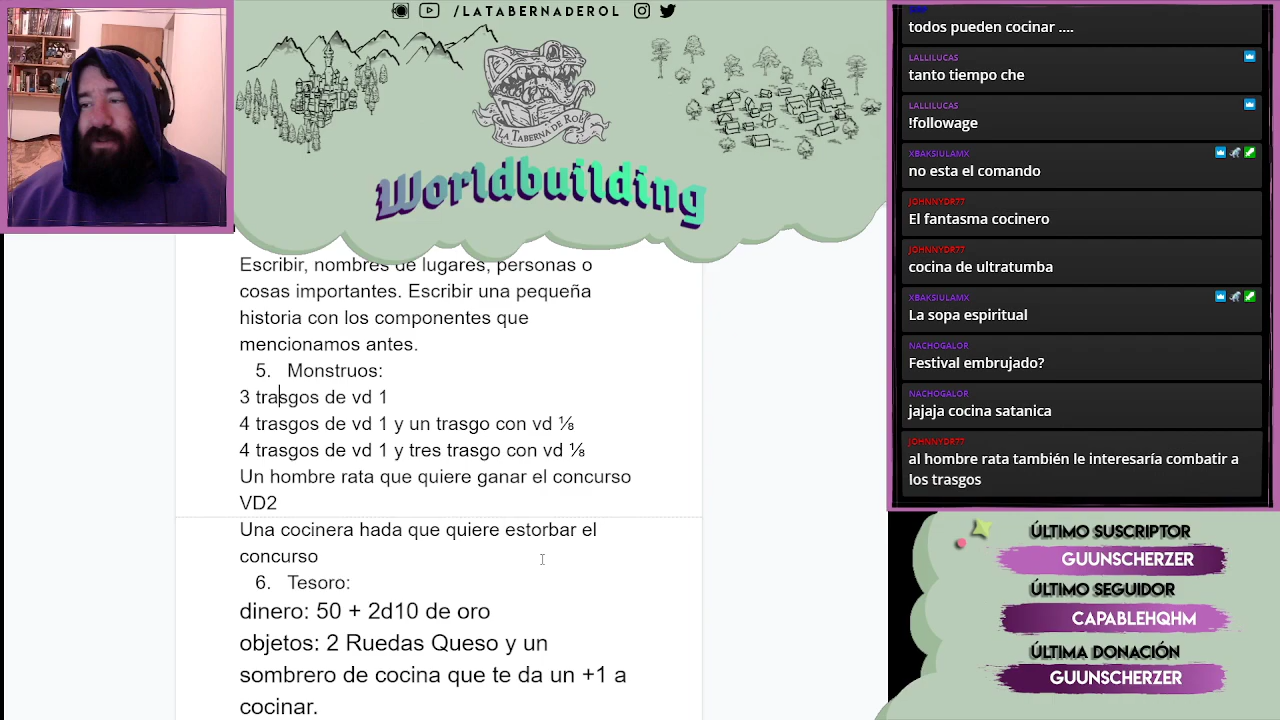 /LATABERNADEROL
LA TABERNA DE ROL
Worldbuilding
Escribir, nombres de lugares, personas o
cosas importantes. Escribir una pequeña
historia con los componentes que
mencionamos antes.
5. Monstruos:
3 trasgos de vd 1
4 trasgos de vd 1 y un trasgo con vd ⅛
4 trasgos de vd 1 y tres trasgo con vd ⅛
Un hombre rata que quiere ganar el concurso
VD2
Una cocinera hada que quiere estorbar el
concurso
6. Tesoro:
dinero: 50 + 2d10 de oro
objetos: 2 Ruedas Queso y un
sombrero de cocina que te da un +1 a
cocinar.
todos pueden cocinar ....
LALLILUCAS
tanto tiempo che
LALLILUCAS
!followage
XBAKSIULAMX
no esta el comando
JOHNNYDR77
El fantasma cocinero
JOHNNYDR77
cocina de ultratumba
XBAKSIULAMX
La sopa espiritual
NACHOGALOR
Festival embrujado?
NACHOGALOR
jajaja cocina satanica
JOHNNYDR77
al hombre rata también le interesaría combatir a
los trasgos
ÚLTIMO SUSCRIPTOR
GUUNSCHERZER
ÚLTIMO SEGUIDOR
CAPABLEHQHM
ÚLTIMA DONACIÓN
GUUNSCHERZER